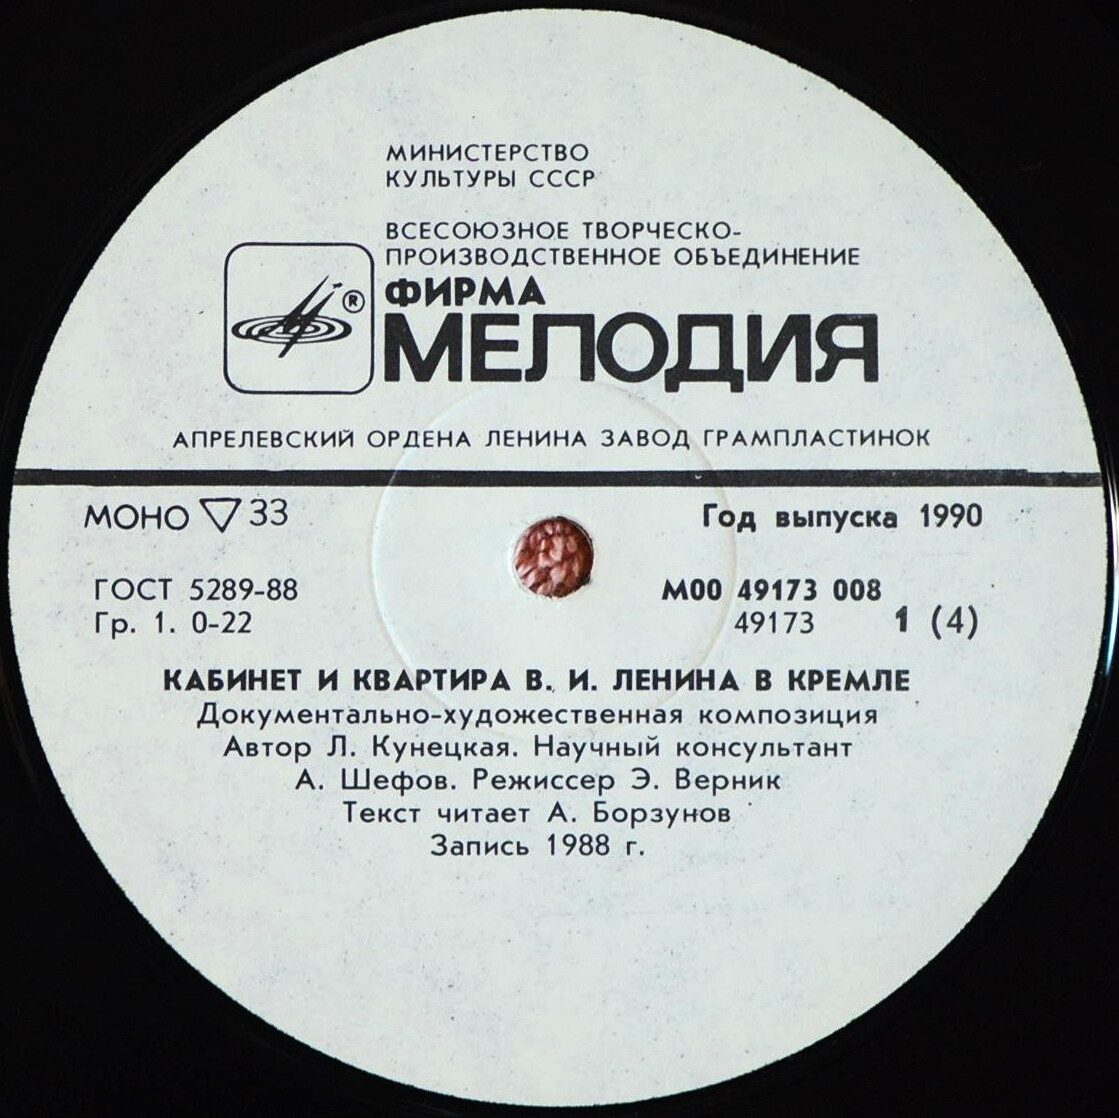 МИНИСТЕРСТВО
КУЛЬТУРЫ СССР
ВСЕСОЮЗНОЕ ТВОРЧЕСКО-
ПРОИЗВОДСТВЕННОЕ ОБЪЕДИНЕНИЕ
®
ФИРМА
МЕЛОДИЯ
АПРЕЛЕВСКИЙ ОРДЕНА ЛЕНИНА ЗАВОД ГРАМПЛАСТИНОК
МОНО ▽ 33
Год выпуска 1990
ГОСТ 5289-88
Гр. 1. 0-22
М00 49173 008
49173 1 (4)
КАБИНЕТ И КВАРТИРА В. И. ЛЕНИНА В КРЕМЛЕ
Документально-художественная композиция
Автор Л. Кунецкая. Научный консультант
А. Шефов. Режиссер Э. Верник
Текст читает А. Борзунов
Запись 1988 г.